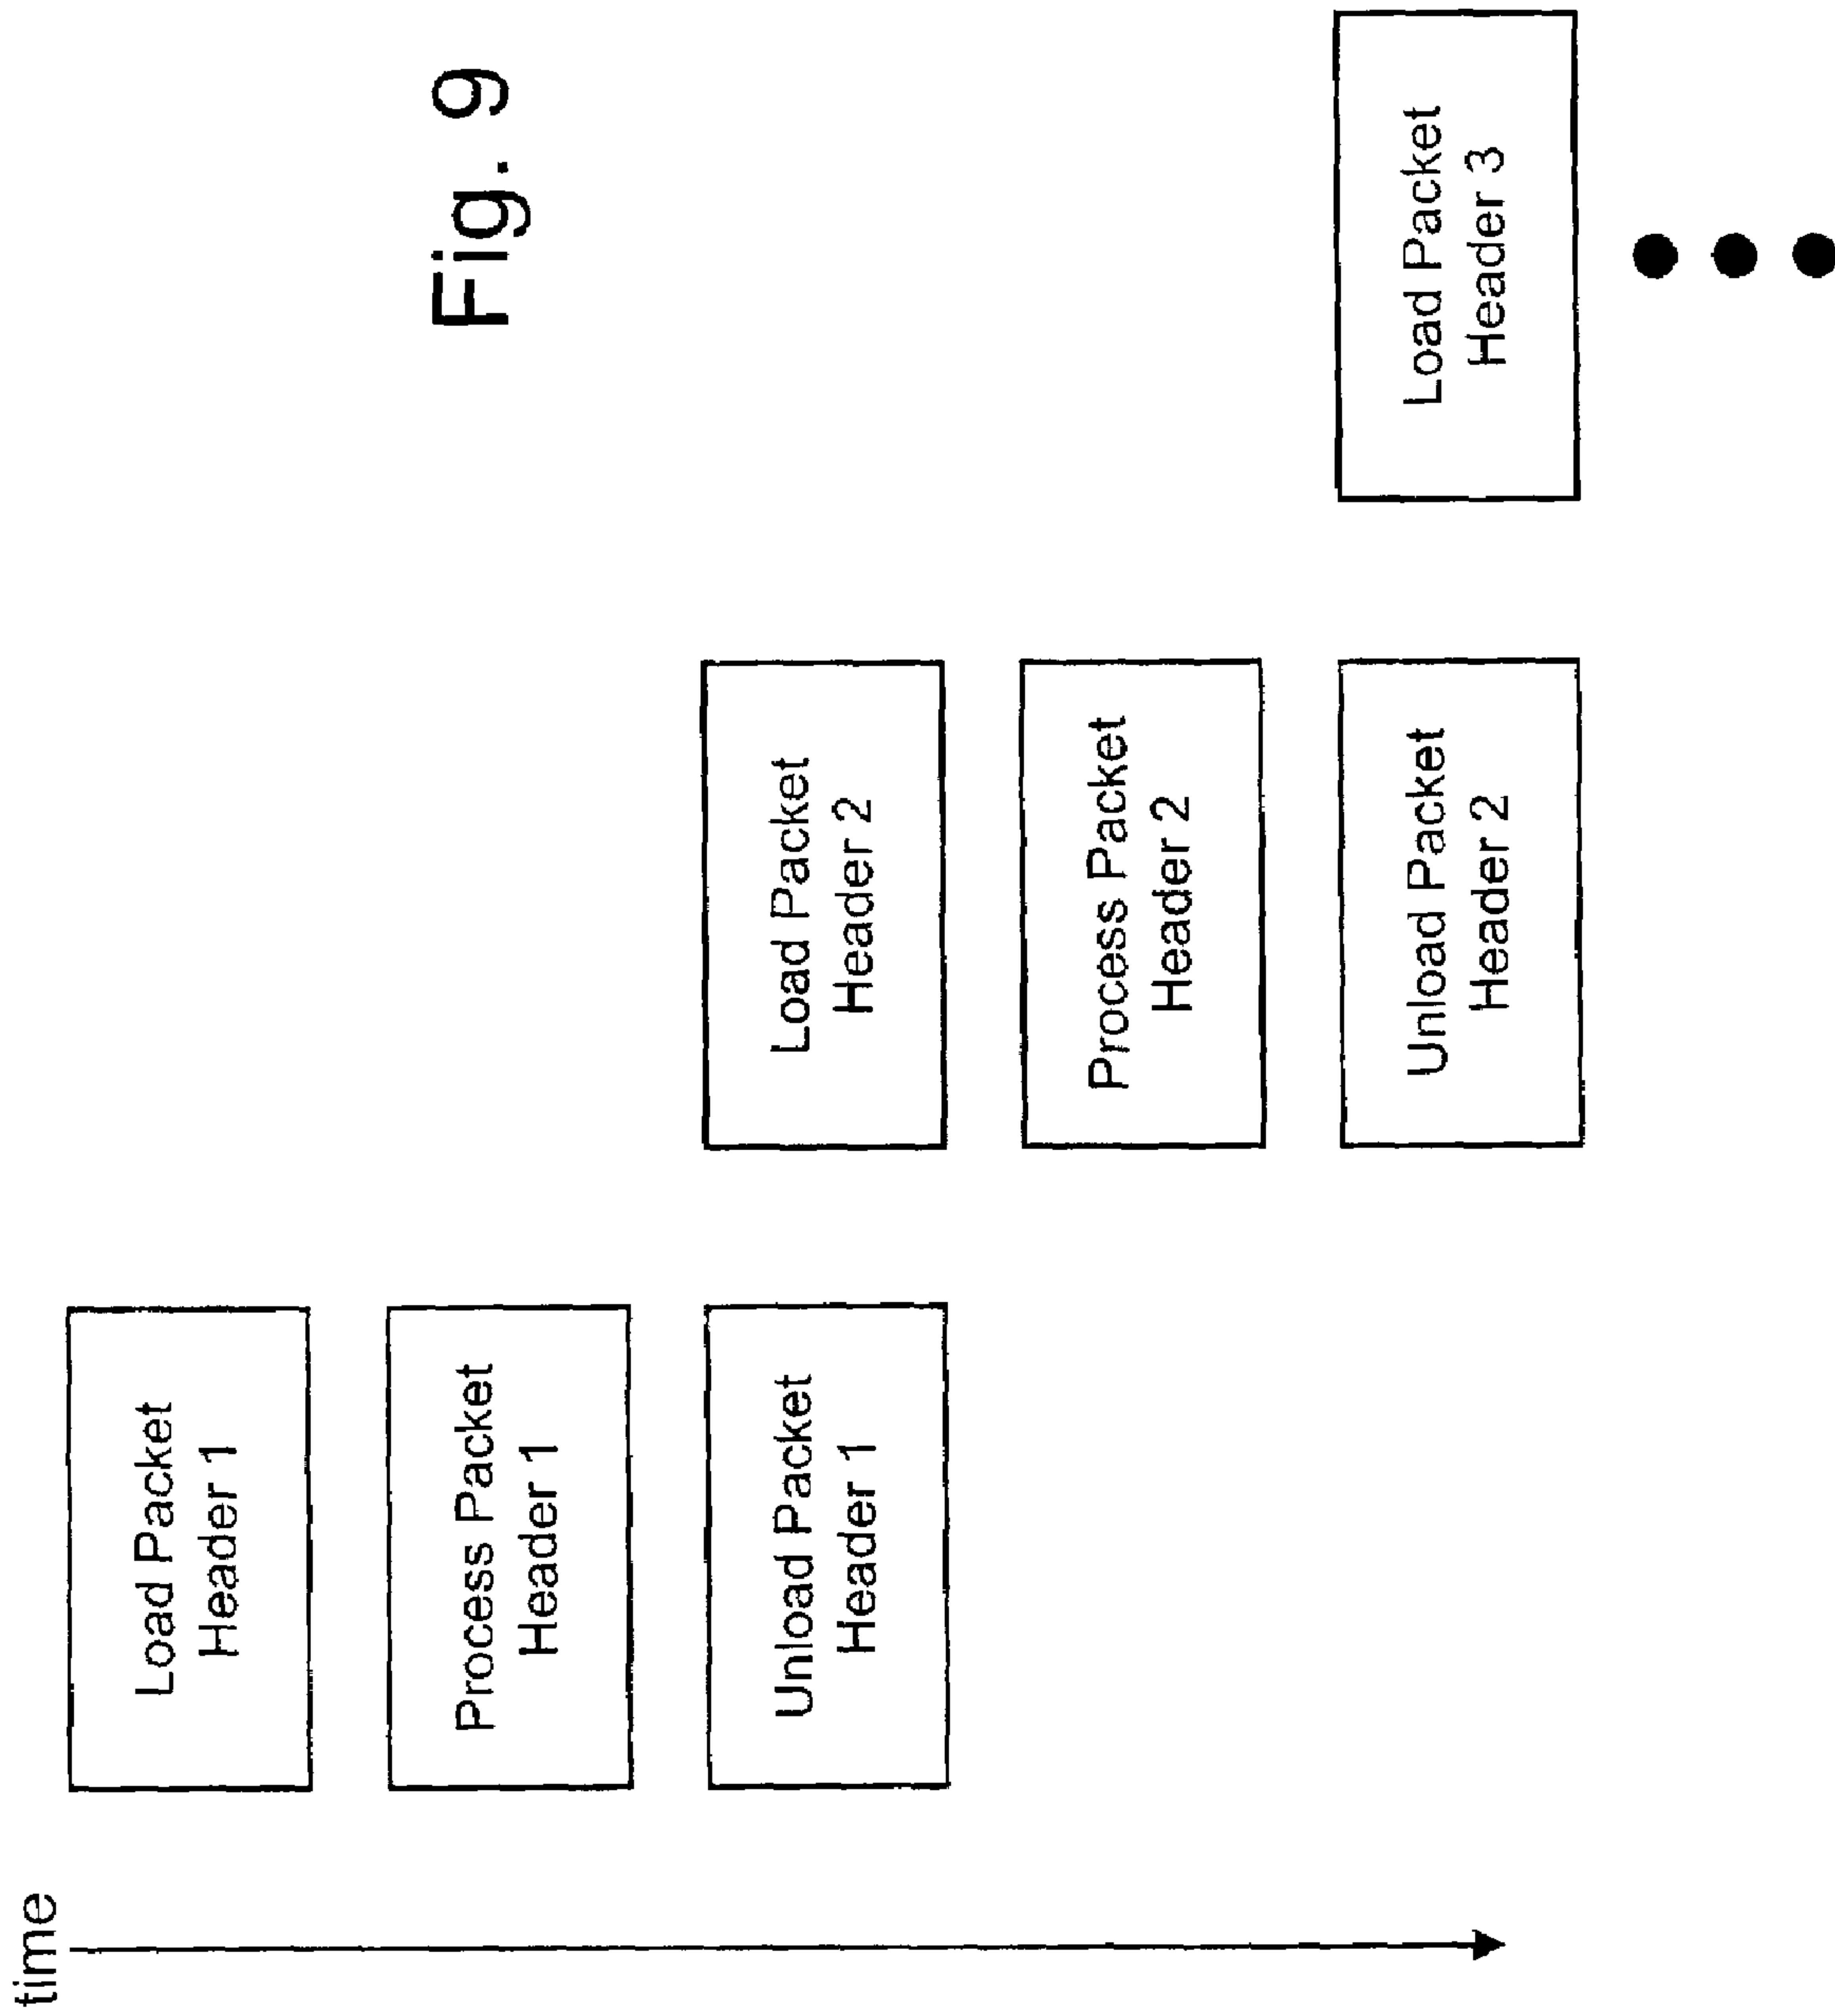 Fig. 9
time
Load Packet
Header 1
Process Packet
Header 1
Unload Packet
Header 1
Load Packet
Header 2
Process Packet
Header 2
Unload Packet
Header 2
Load Packet
Header 3